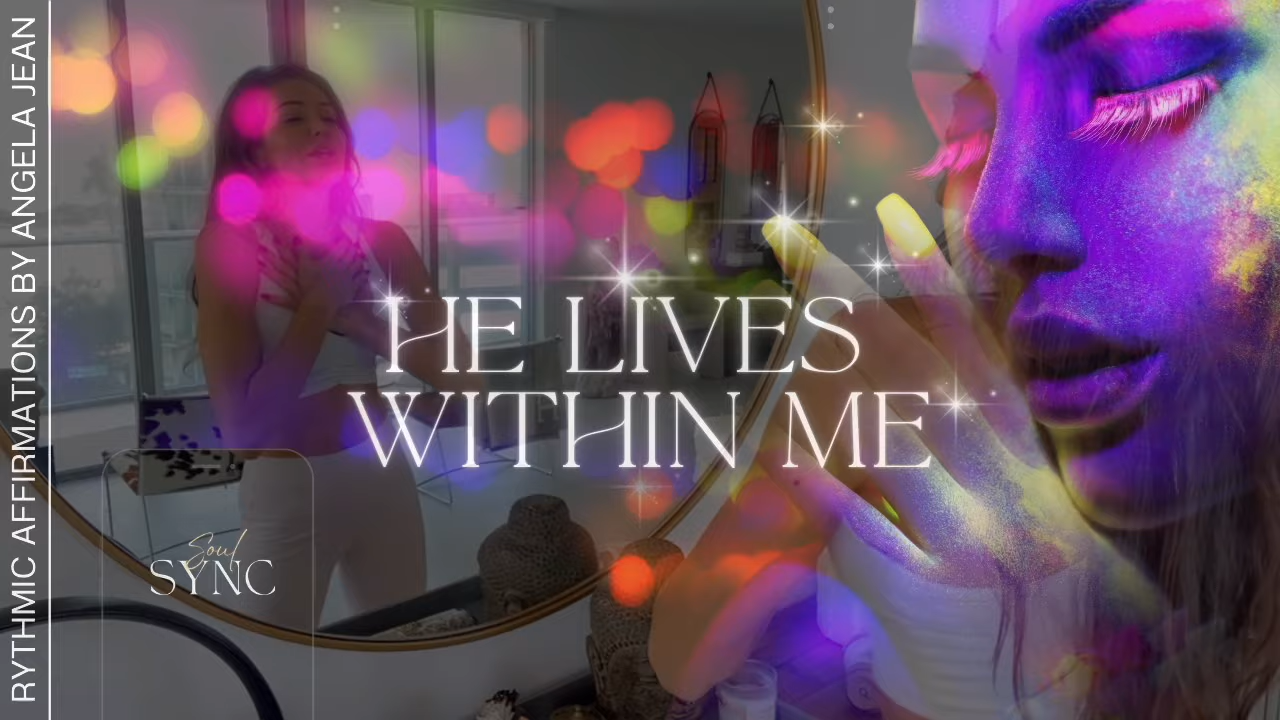 RYTHMIC AFFIRMATIONS BY ANGELA JEAN
HE LIVES
WITHIN ME
Soul
SYNC